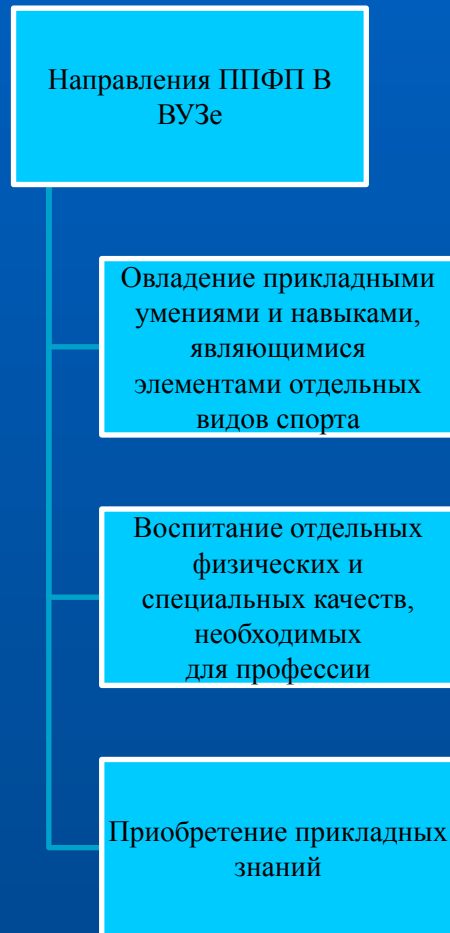 Направления ППФП В
ВУЗе
Овладение прикладными
умениями и навыками,
являющимися
элементами отдельных
видов спорта
Воспитание отдельных
физических и
специальных качеств,
необходимых
для профессии
Приобретение прикладных
знаний